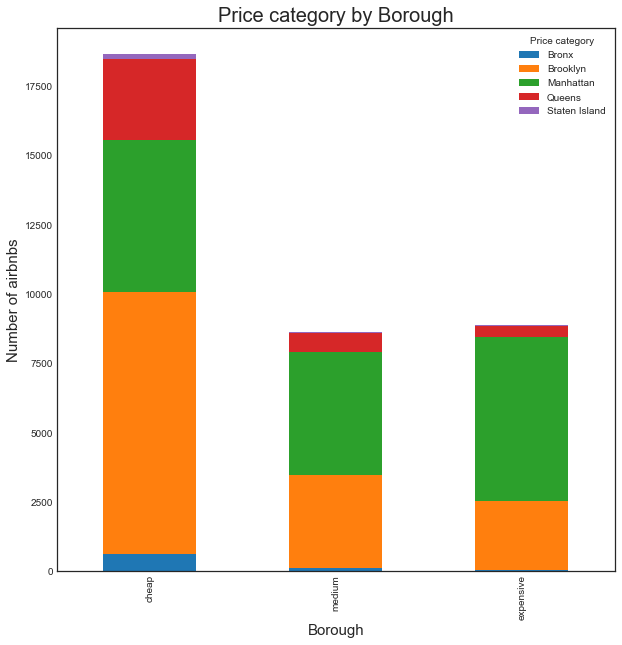 Price category by Borough
Price category
Bronx
Brooklyn
Manhattan
Queens
Staten Island
Number of airbnbs
17500
15000
12500
10000
7500
5000
2500
0
cheap
medium
expensive
Borough